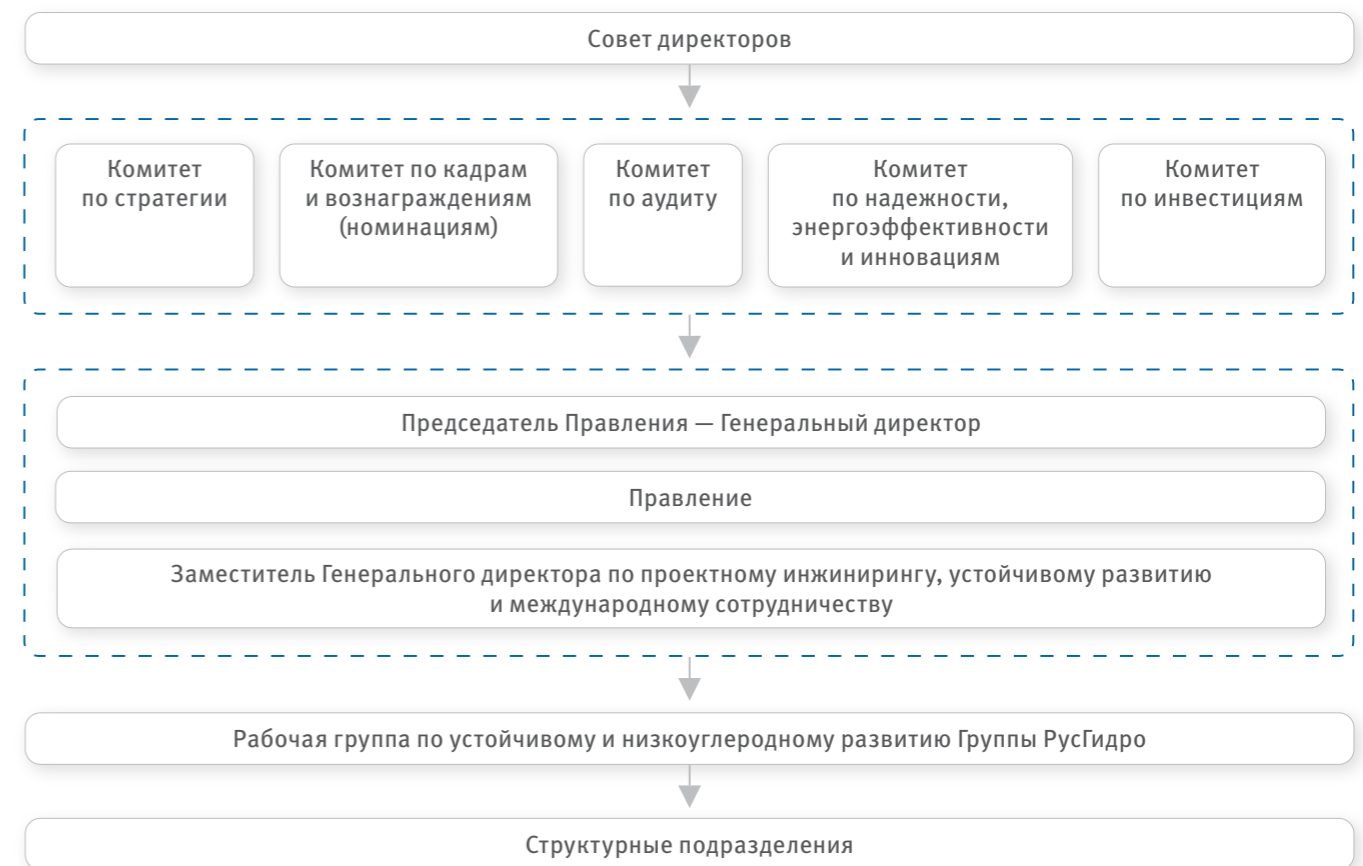 Совет директоров
Комитет
по стратегии
Комитет по кадрам
и вознаграждениям
(номинациям)
Комитет
по аудиту
Комитет
по надежности,
энергоэффективности
и инновациям
Комитет
по инвестициям
Председатель Правления — Генеральный директор
Правление
Заместитель Генерального директора по проектному инжинирингу, устойчивому развитию
и международному сотрудничеству
Рабочая группа по устойчивому и низкоуглеродному развитию Группы РусГидро
Структурные подразделения